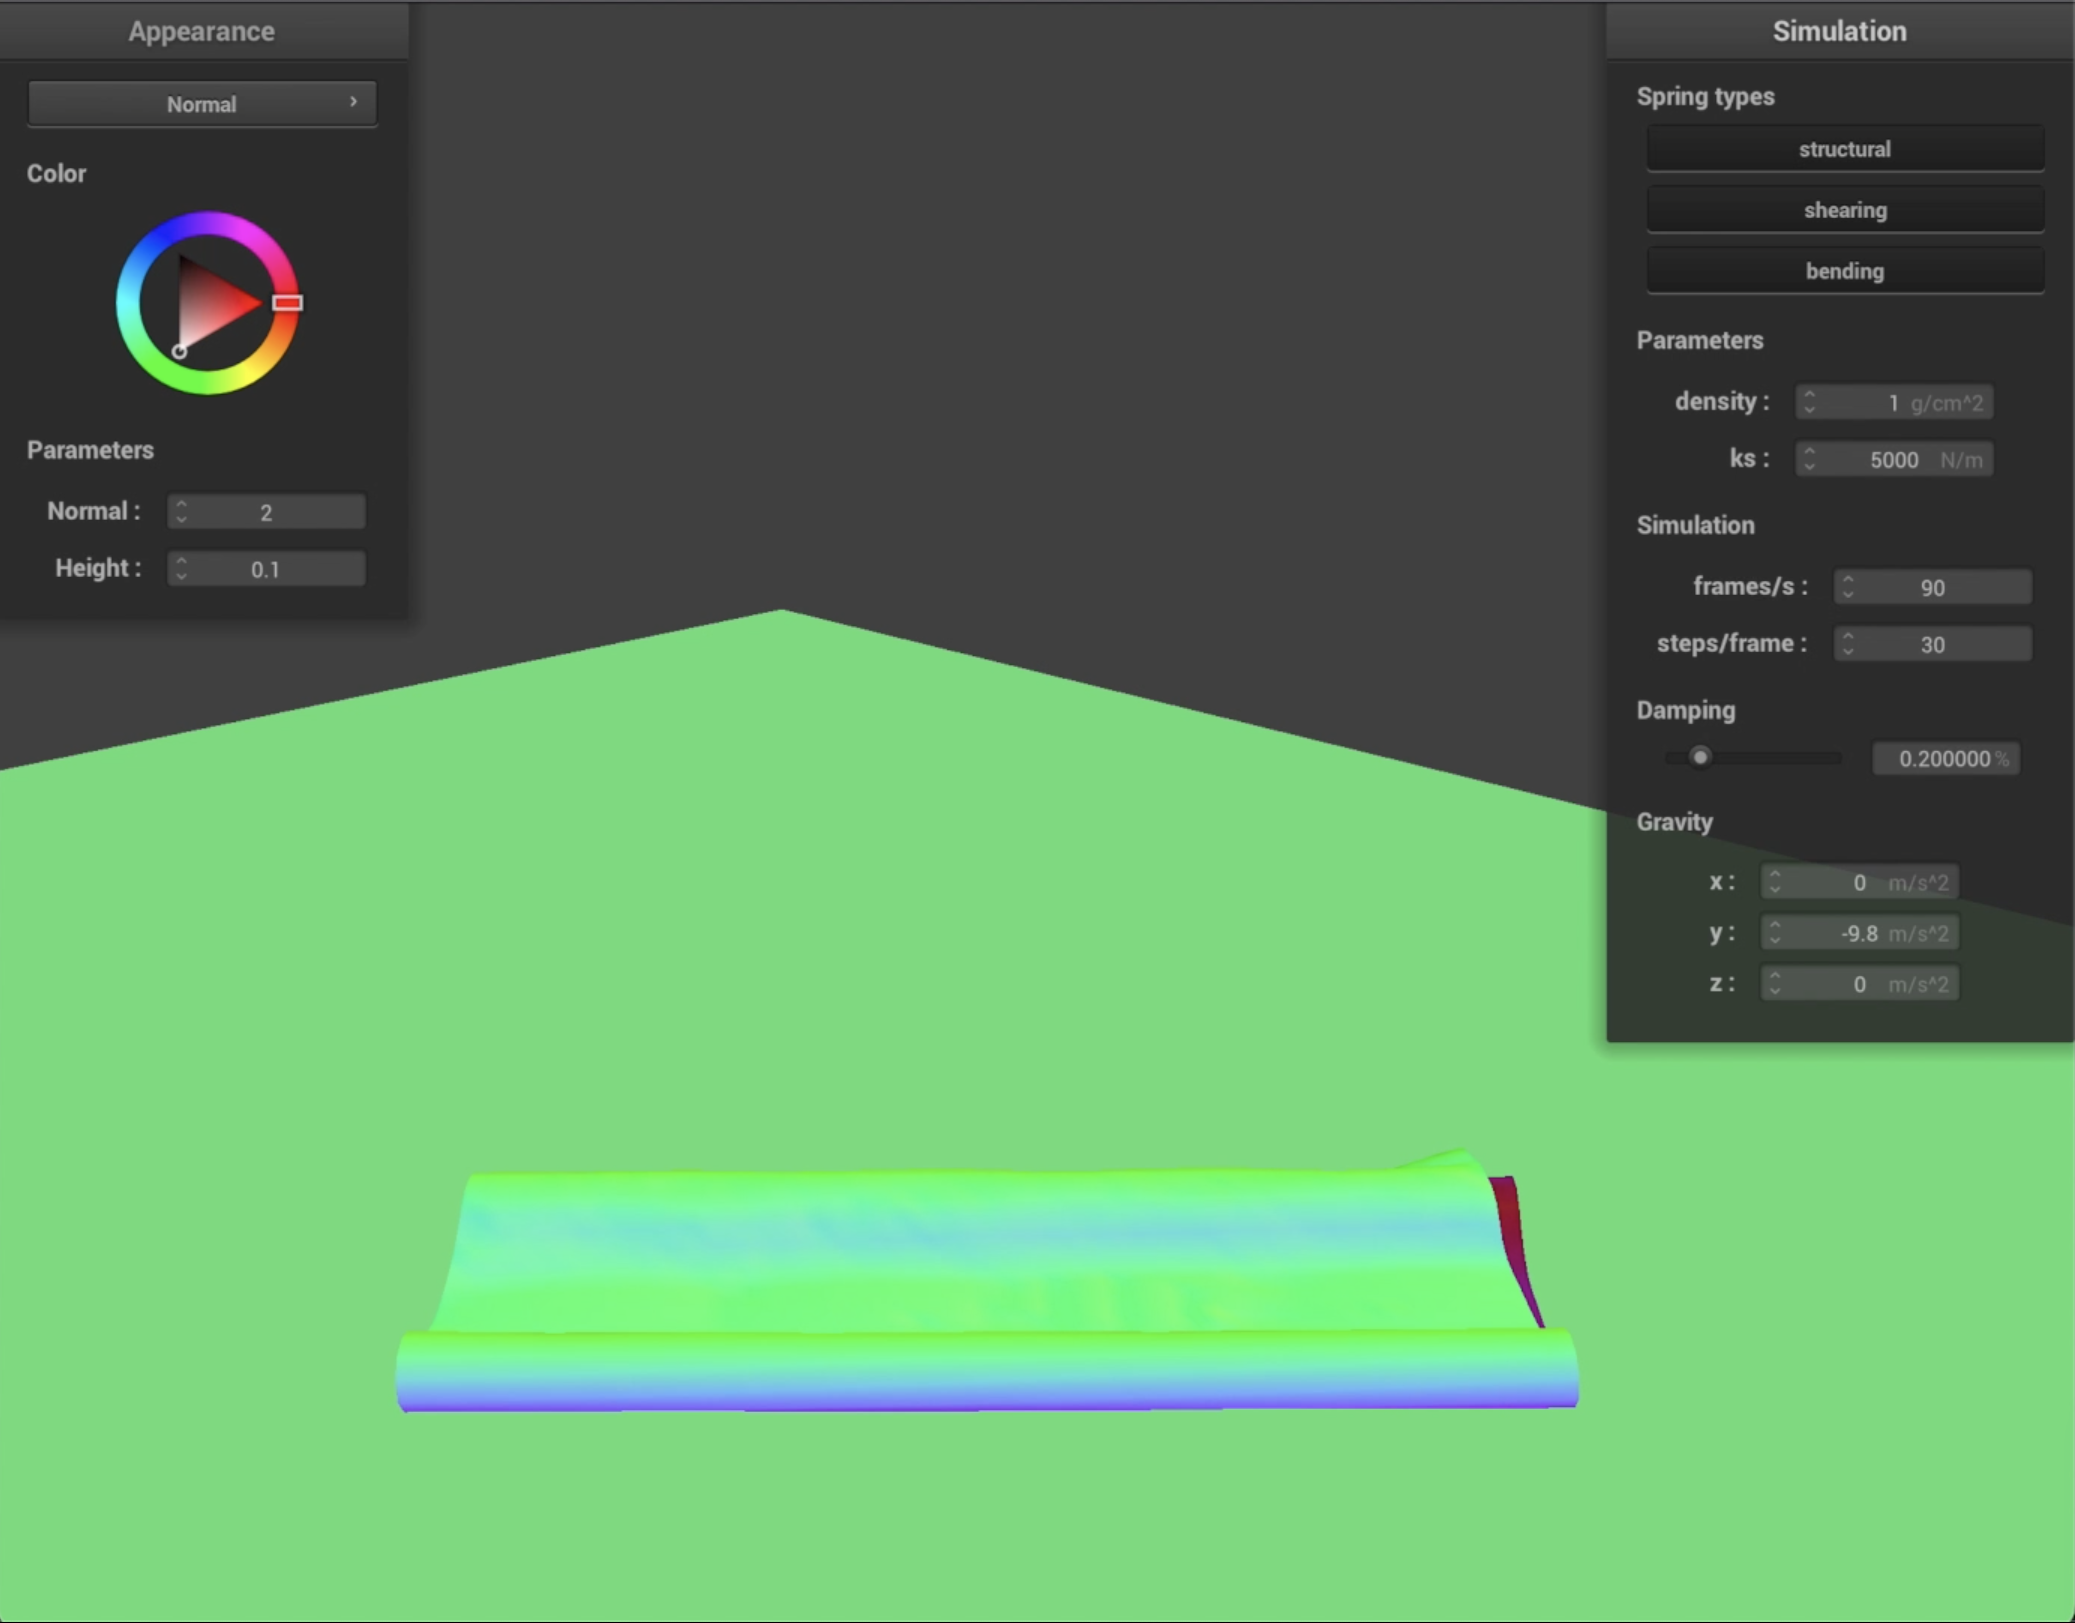 Appearance
Normal
Color
Parameters
Normal : 2
Height : 0.1
Simulation
Spring types
structural
shearing
bending
Parameters
density : 1 g/cm^2
ks : 5000 N/m
Simulation
frames/s : 90
steps/frame : 30
Damping
0.200000 %
Gravity
x : 0 m/s^2
y : -9.8 m/s^2
z : 0 m/s^2